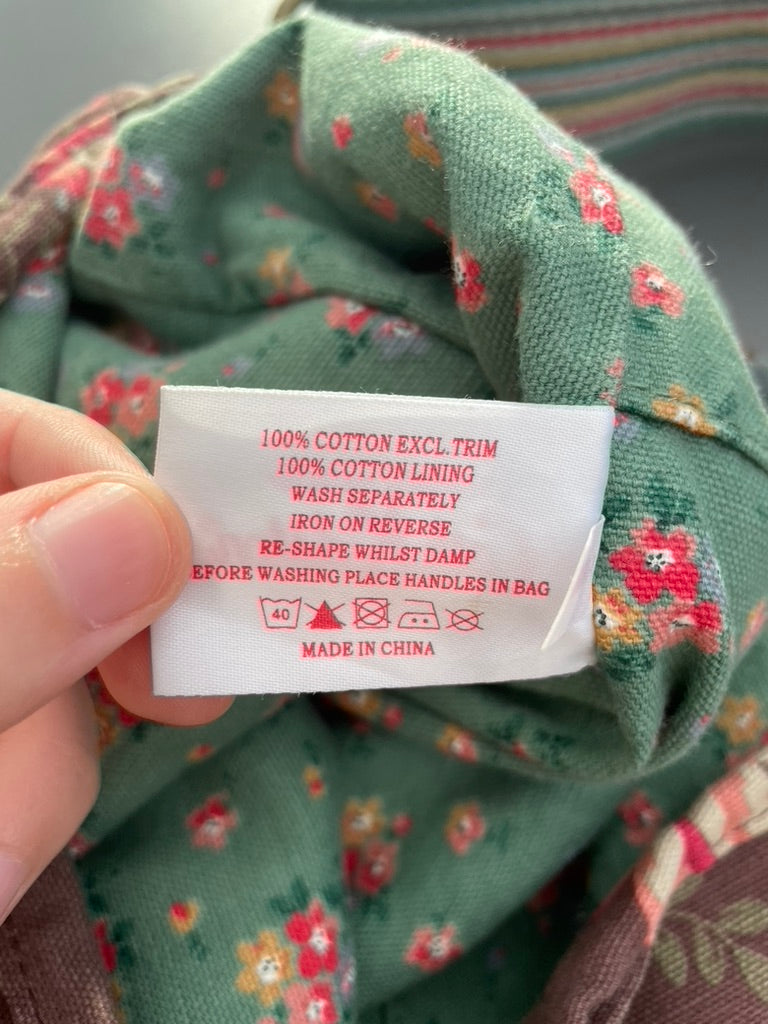 100% COTTON EXCL.TRIM
100% COTTON LINING
WASH SEPARATELY
IRON ON REVERSE
RE-SHAPE WHILST DAMP
EFORE WASHING PLACE HANDLES IN BAG
40
MADE IN CHINA